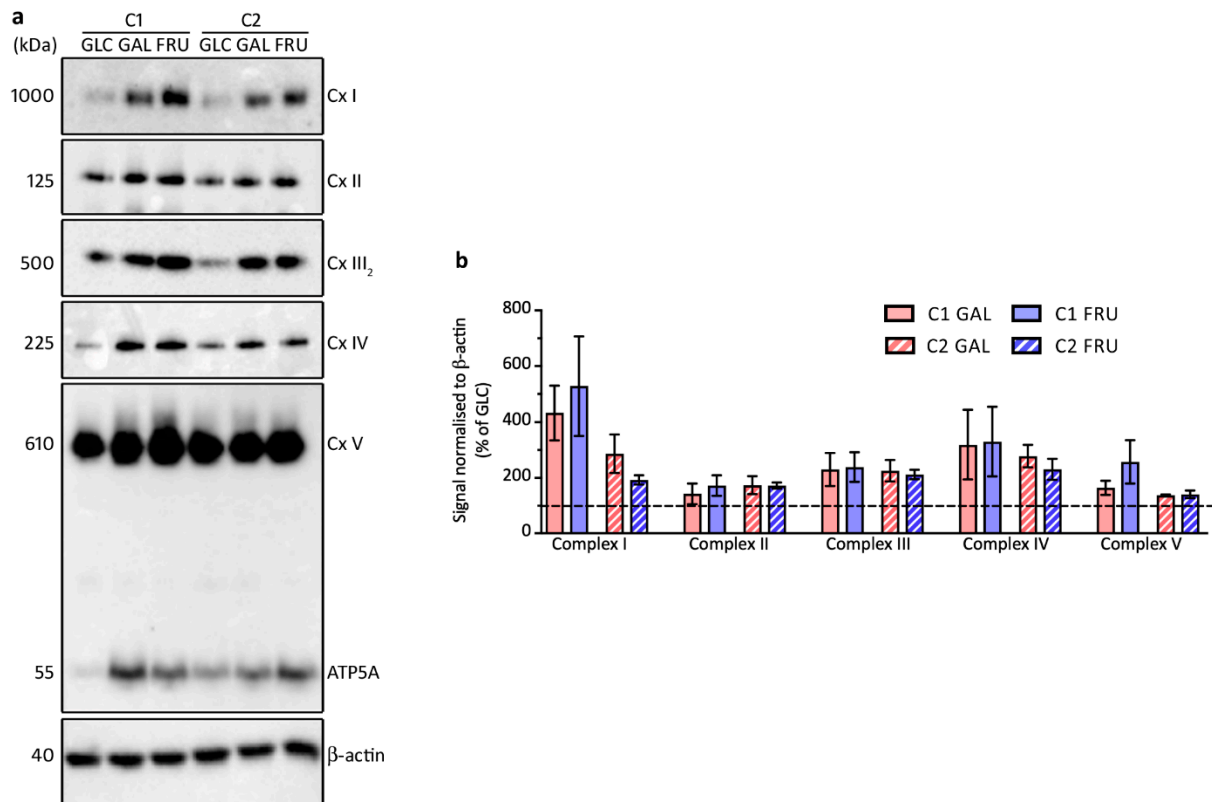 a
C1 C2
(kDa) GLC GAL FRU GLC GAL FRU
1000 Cx I
125 Cx II
500 Cx III₂
225 Cx IV
610 Cx V
55 ATP5A
40 β-actin
b
Signal normalised to β-actin
(% of GLC)
800
600
400
200
0
C1 GAL C1 FRU
C2 GAL C2 FRU
Complex I Complex II Complex III Complex IV Complex V